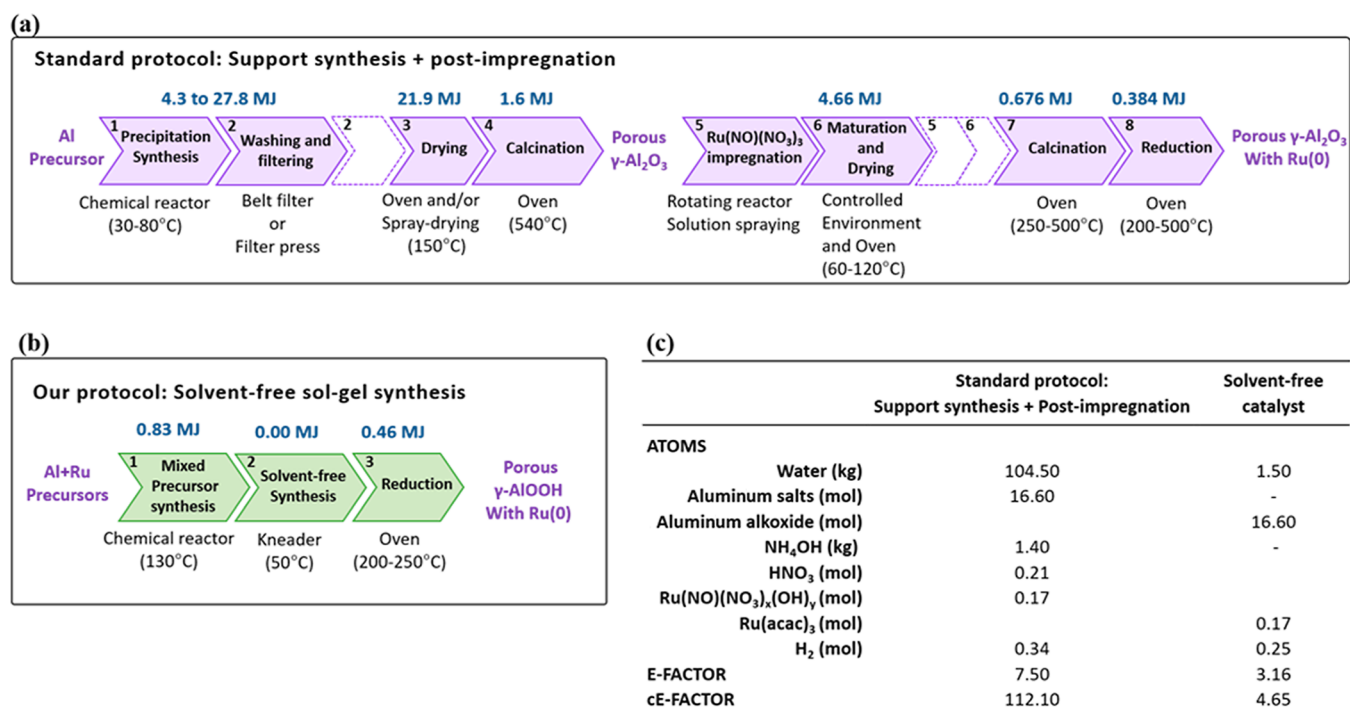 (a)
Standard protocol: Support synthesis + post-impregnation
4.3 to 27.8 MJ
21.9 MJ
1.6 MJ
4.66 MJ
0.676 MJ
0.384 MJ
Al
Precursor
1
Precipitation
Synthesis
2
Washing and
filtering
2
3
Drying
4
Calcination
Porous
γ-Al₂O₃
5
Ru(NO)(NO₃)₃
impregnation
6
Maturation
and
Drying
5
6
7
Calcination
8
Reduction
Porous γ-Al₂O₃
With Ru(0)
Chemical reactor
(30-80°C)
Belt filter
or
Filter press
Oven and/or
Spray-drying
(150°C)
Oven
(540°C)
Rotating reactor
Solution spraying
Controlled
Environment
and Oven
(60-120°C)
Oven
(250-500°C)
Oven
(200-500°C)
(b)
Our protocol: Solvent-free sol-gel synthesis
0.83 MJ
0.00 MJ
0.46 MJ
Al+Ru
Precursors
1
Mixed
Precursor
synthesis
2
Solvent-free
Synthesis
3
Reduction
Porous
γ-AlOOH
With Ru(0)
Chemical reactor
(130°C)
Kneader
(50°C)
Oven
(200-250°C)
(c)
Standard protocol:
Support synthesis + Post-impregnation
Solvent-free
catalyst
ATOMS
Water (kg) 104.50 1.50
Aluminum salts (mol) 16.60 -
Aluminum alkoxide (mol) 16.60
NH₄OH (kg) 1.40 -
HNO₃ (mol) 0.21
Ru(NO)(NO₃)ₓ(OH)ᵧ (mol) 0.17
Ru(acac)₃ (mol) 0.17
H₂ (mol) 0.34 0.25
E-FACTOR 7.50 3.16
cE-FACTOR 112.10 4.65